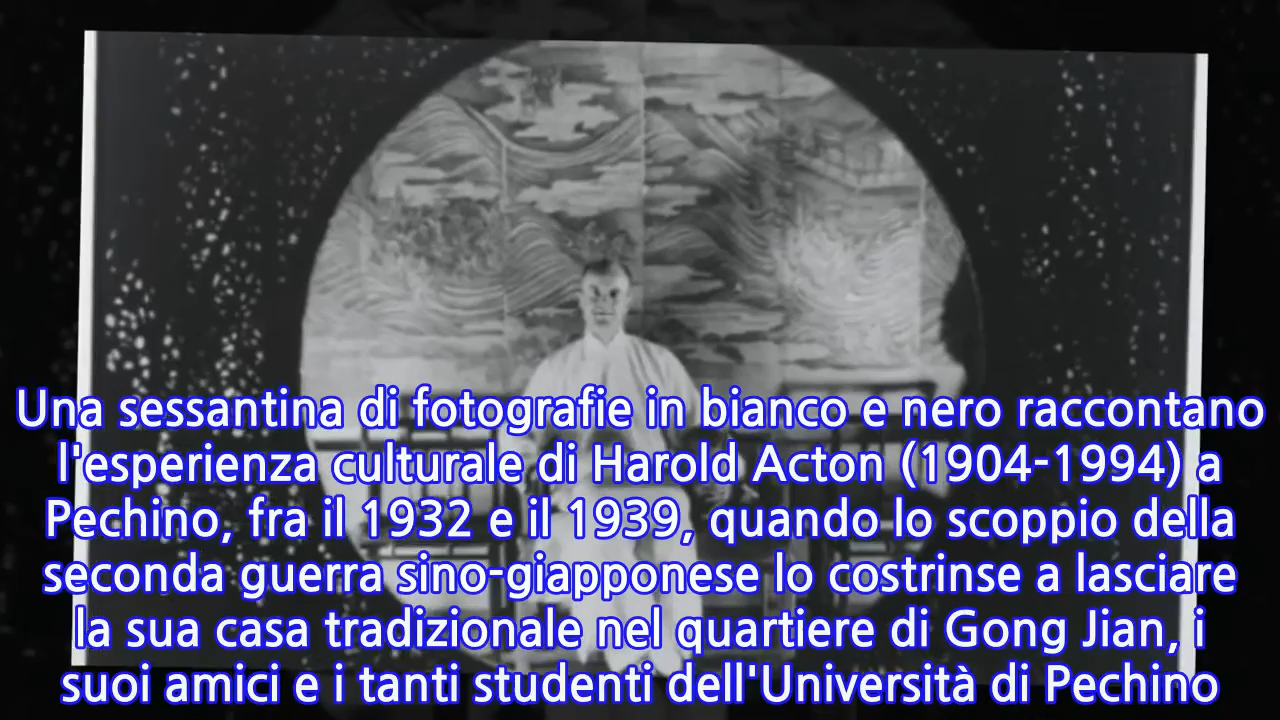 Una sessantina di fotografie in bianco e nero raccontano
l'esperienza culturale di Harold Acton (1904-1994) a
Pechino, fra il 1932 e il 1939, quando lo scoppio della
seconda guerra sino-giapponese lo costrinse a lasciare
la sua casa tradizionale nel quartiere di Gong Jian, i
suoi amici e i tanti studenti dell'Università di Pechino